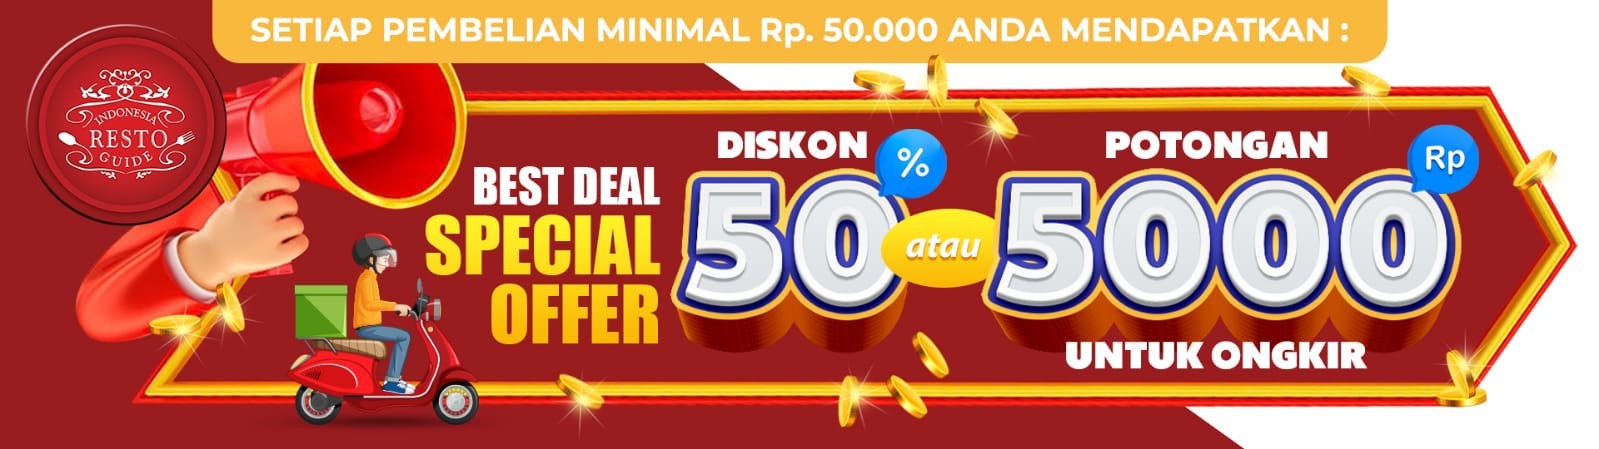 SETIAP PEMBELIAN MINIMAL Rp. 50.000 ANDA MENDAPATKAN :
INDONESIA
RESTO
GUIDE
BEST DEAL
SPECIAL
OFFER
DISKON
%
50
atau
POTONGAN
Rp
5000
UNTUK ONGKIR